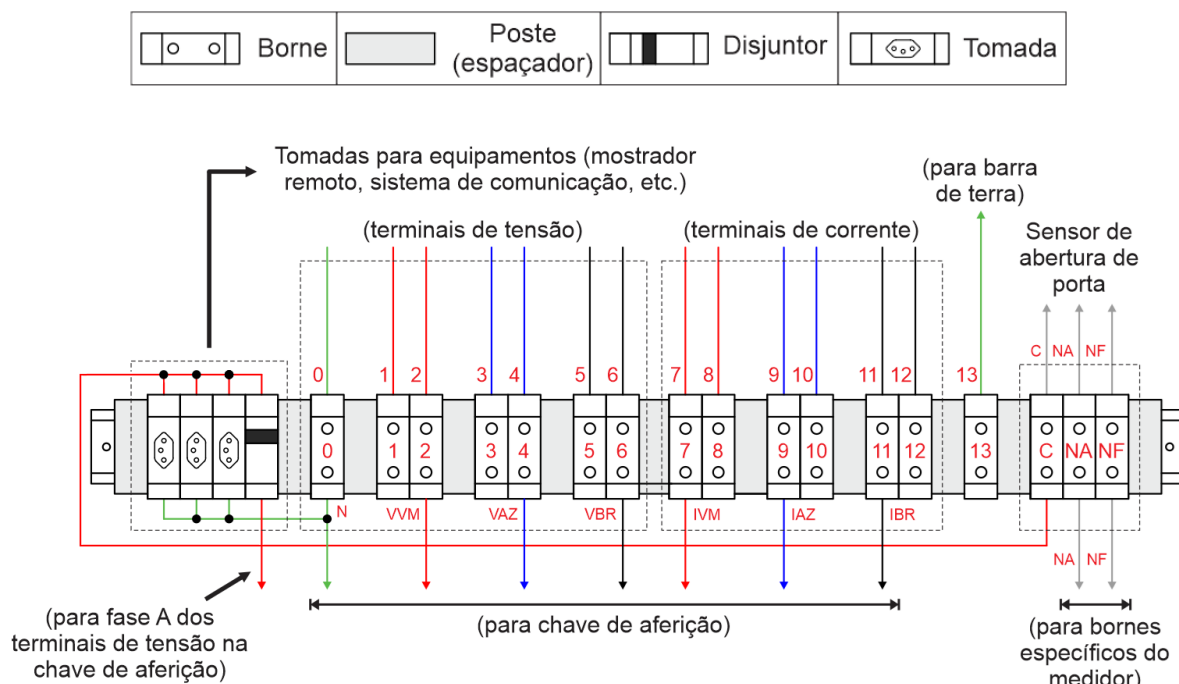 Borne
Poste
(espaçador)
Disjuntor
Tomada
Tomadas para equipamentos (mostrador
remoto, sistema de comunicação, etc.)
(terminais de tensão)
(terminais de corrente)
(para barra
de terra)
Sensor de
abertura de
porta
C NA NF
0 1 2 3 4 5 6 7 8 9 10 11 12 13
0 1 2 3 4 5 6 7 8 9 10 11 12 13 C NA NF
N VVM VAZ VBR IVM IAZ IBR
NA NF
(para fase A dos
terminais de tensão na
chave de aferição)
(para chave de aferição)
(para bornes
específicos do
medidor)